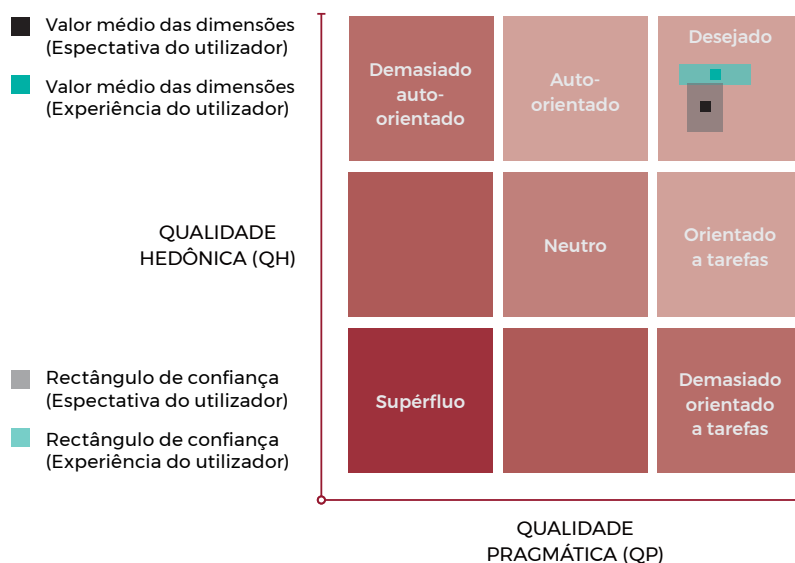 Valor médio das dimensões
(Espectativa do utilizador)
Valor médio das dimensões
(Experiência do utilizador)
QUALIDADE
HEDÔNICA (QH)
Rectângulo de confiança
(Espectativa do utilizador)
Rectângulo de confiança
(Experiência do utilizador)
Demasiado
auto-
orientado
Auto-
orientado
Desejado
Neutro
Orientado
a tarefas
Supérfluo
Demasiado
orientado
a tarefas
QUALIDADE
PRAGMÁTICA (QP)